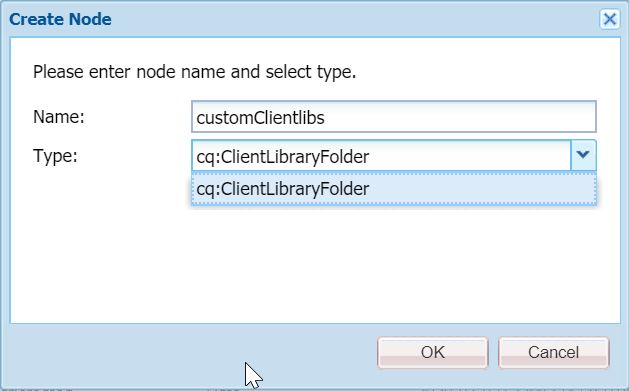 Create Node
Please enter node name and select type.
Name: customClientlibs
Type: cq:ClientLibraryFolder
cq:ClientLibraryFolder
OK Cancel